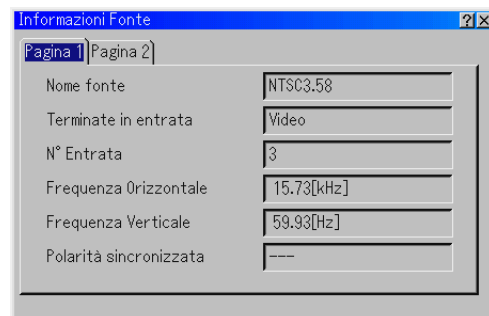 Informazioni Fonte ? ×
Pagina 1 Pagina 2
Nome fonte NTSC3.58
Terminate in entrata Video
N° Entrata 3
Frequenza Orizzontale 15.73[kHz]
Frequenza Verticale 59.93[Hz]
Polarità sincronizzata ---